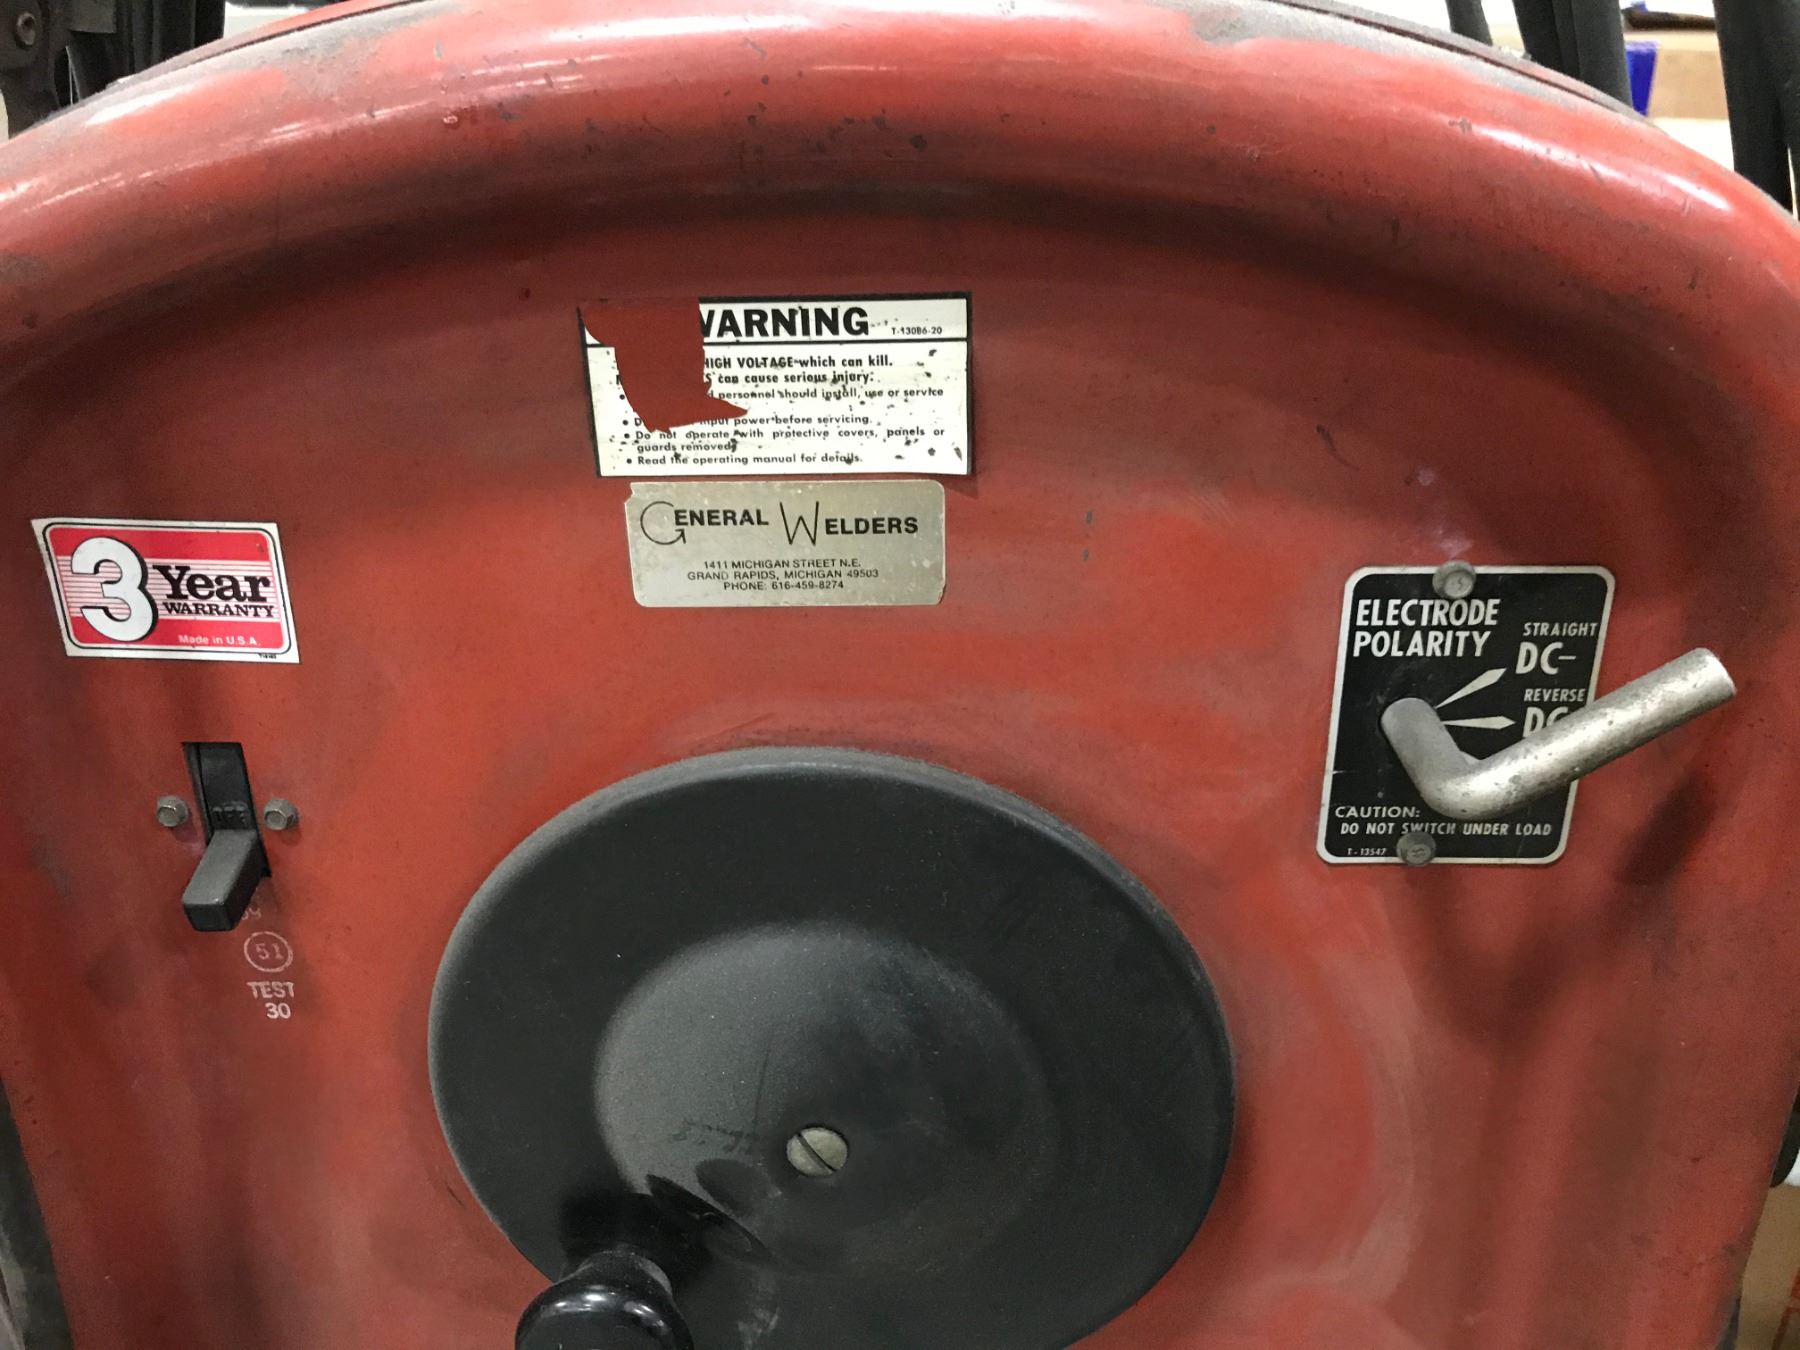 WARNING T-13086-20
HIGH VOLTAGE which can kill.
can cause serious injury.
personnel should install, use or service
input power before servicing.
• Do not operate with protective covers, panels or
guards removed.
• Read the operating manual for details.
GENERAL WELDERS
1411 MICHIGAN STREET N.E.
GRAND RAPIDS, MICHIGAN 49503
PHONE: 616-459-8274
3 Year
WARRANTY
Made in U.S.A.
ELECTRODE
POLARITY
STRAIGHT
DC-
REVERSE
DC
CAUTION:
DO NOT SWITCH UNDER LOAD
T-13547
OFF
51
TEST
30